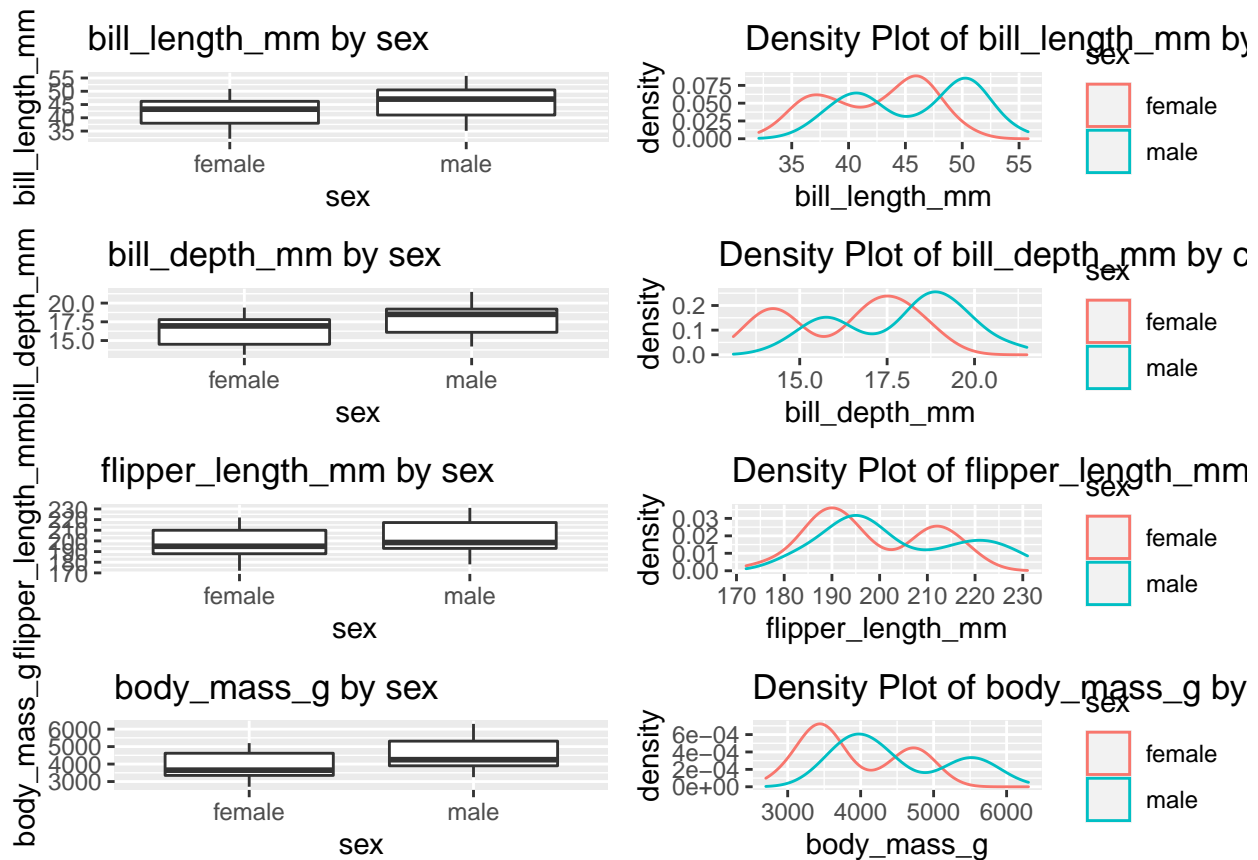 bill_length_mm by sex
bill_length_mm
55
50
45
40
35
female male
sex
Density Plot of bill_length_mm by
density
0.075
0.050
0.025
0.000
35 40 45 50 55
bill_length_mm
sex
female
male
bill_depth_mm by sex
bill_depth_mm
20.0
17.5
15.0
female male
sex
Density Plot of bill_depth_mm by c
density
0.2
0.1
0.0
15.0 17.5 20.0
bill_depth_mm
sex
female
male
flipper_length_mm by sex
flipper_length_mm
230
220
210
200
190
180
170
female male
sex
Density Plot of flipper_length_mm
density
0.03
0.02
0.01
0.00
170 180 190 200 210 220 230
flipper_length_mm
sex
female
male
body_mass_g by sex
body_mass_g
6000
5000
4000
3000
female male
sex
Density Plot of body_mass_g by
density
6e−04
4e−04
2e−04
0e+00
3000 4000 5000 6000
body_mass_g
sex
female
male